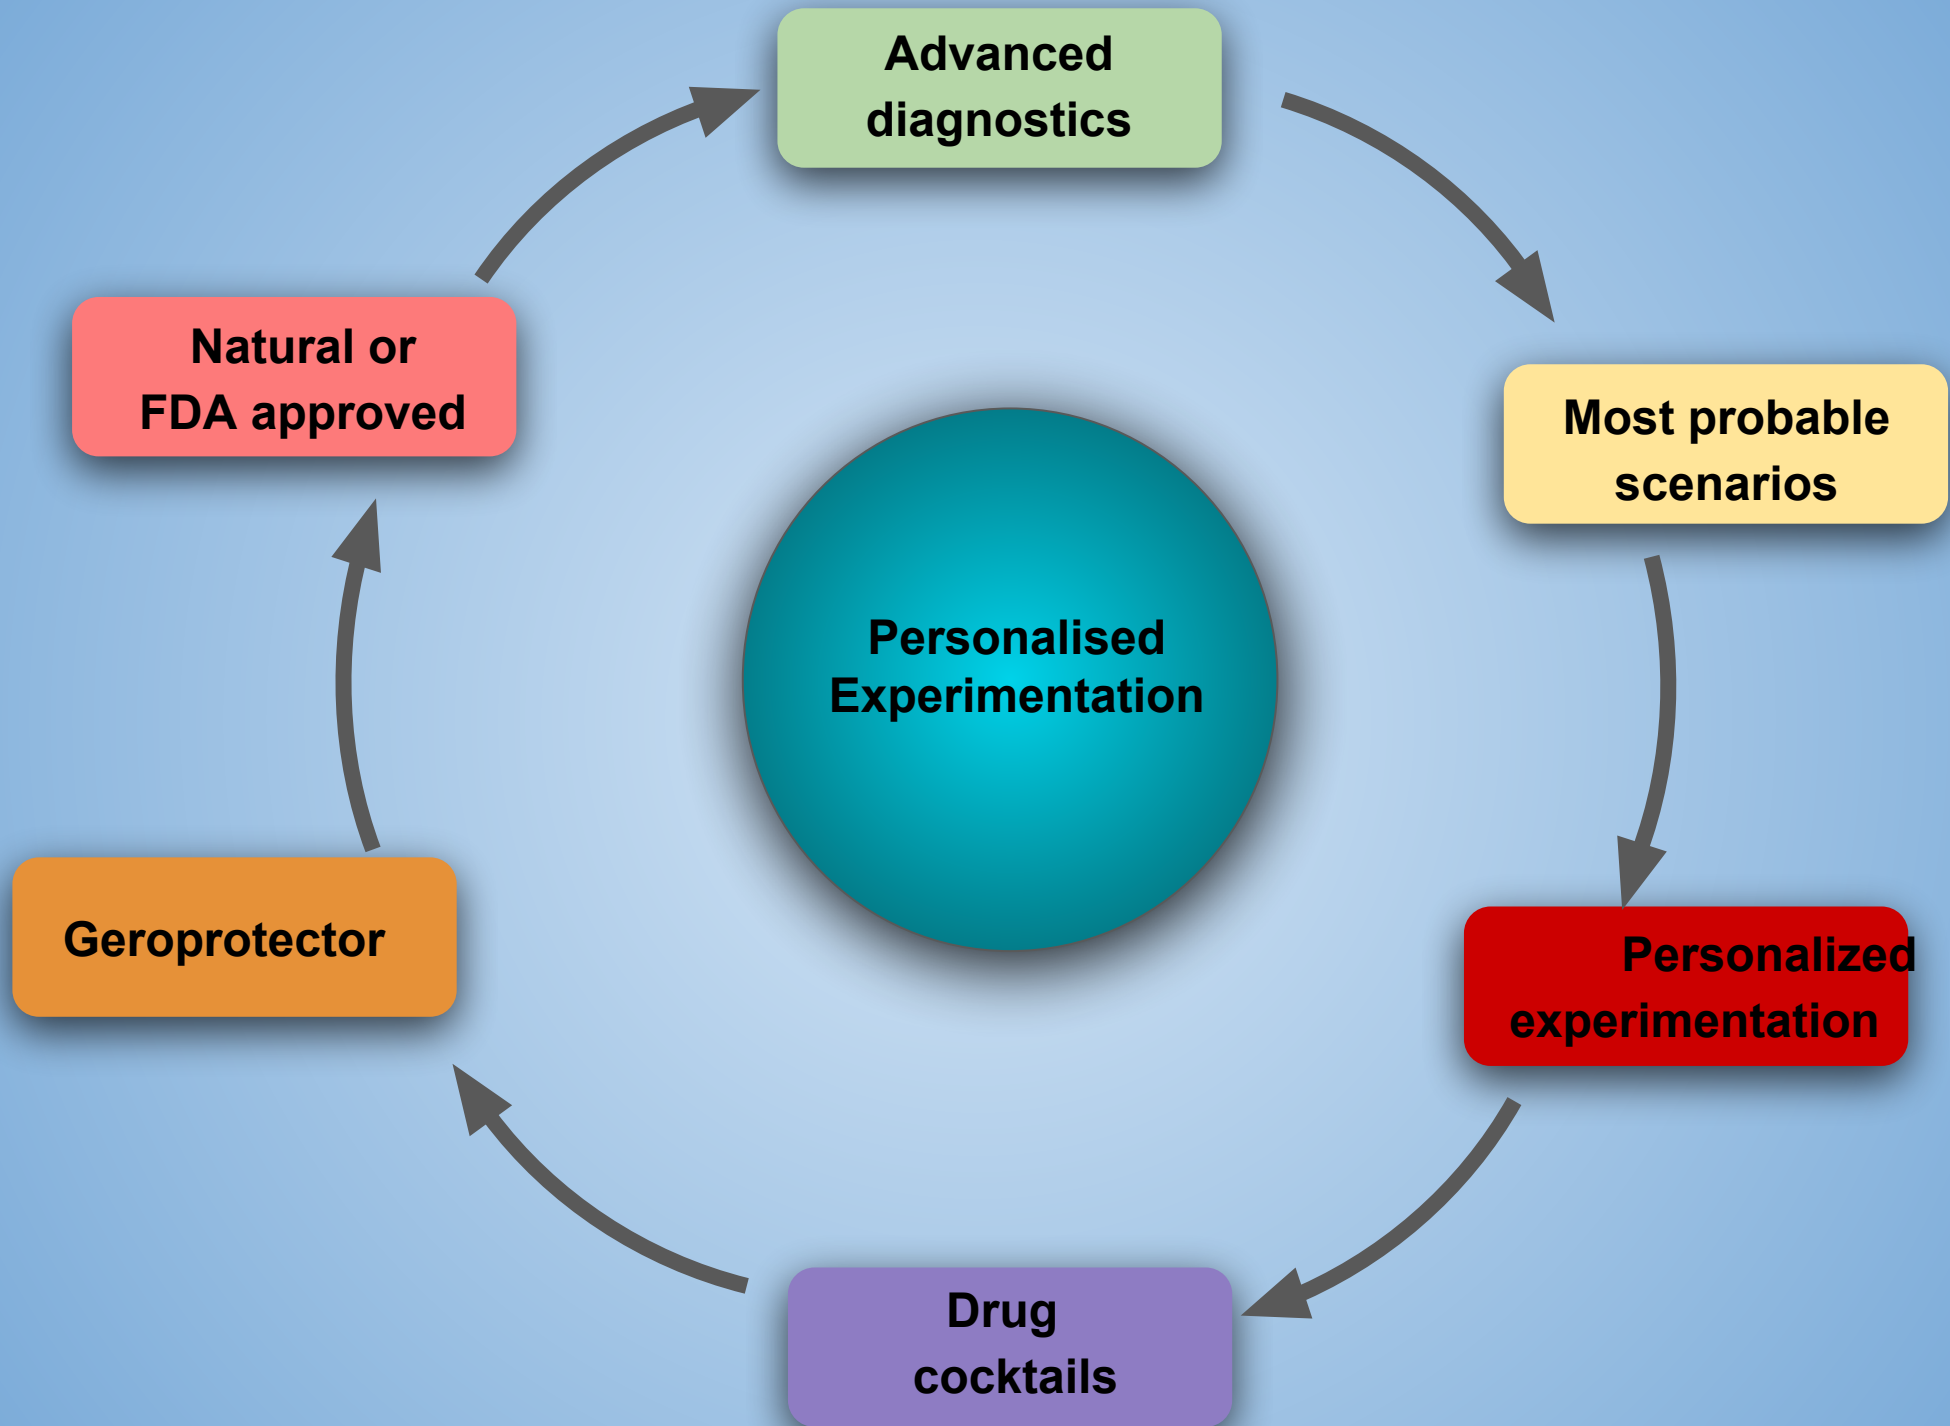 Advanced
diagnostics
Natural or
FDA approved
Most probable
scenarios
Personalised
Experimentation
Geroprotector
Personalized
experimentation
Drug
cocktails